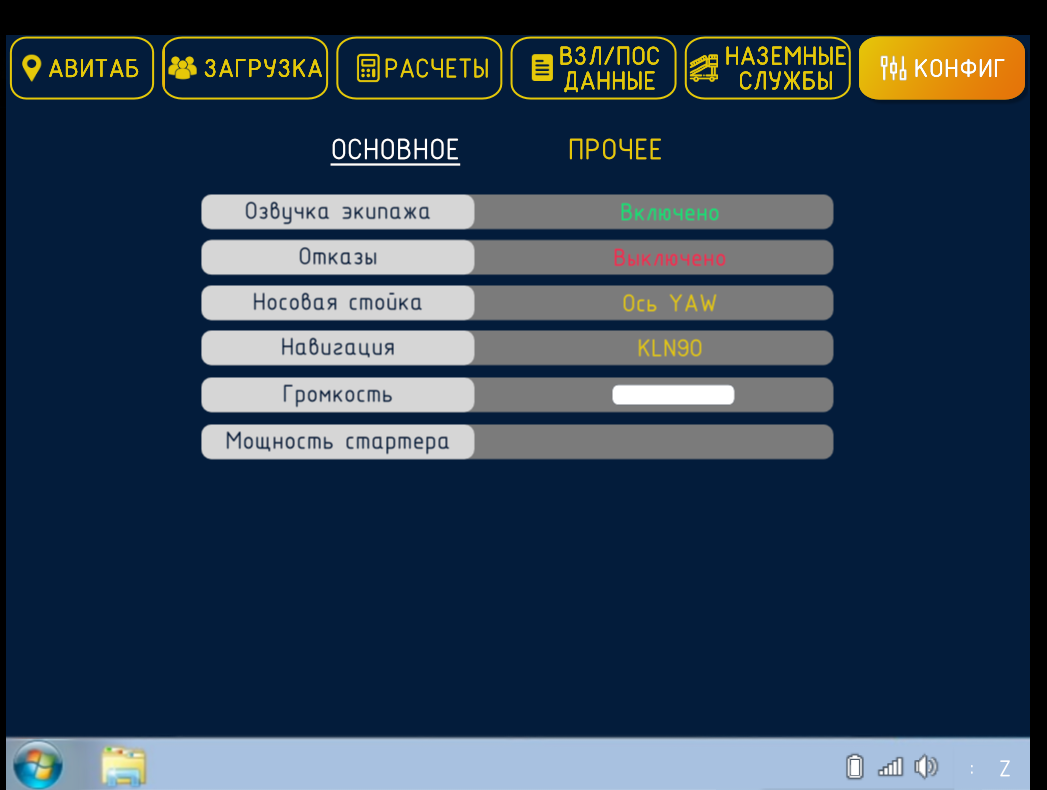 АВИТАБ
ЗАГРУЗКА
РАСЧЕТЫ
ВЗЛ/ПОС
ДАННЫЕ
НАЗЕМНЫЕ
СЛУЖБЫ
КОНФИГ
ОСНОВНОЕ ПРОЧЕЕ
Озвучка экипажа Включено
Отказы Выключено
Носовая стойка Ось YAW
Навигация KLN90
Громкость
Мощность стартера
: Z